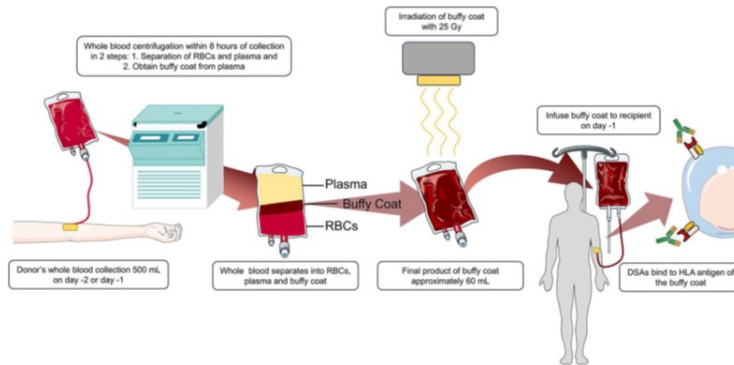 Whole blood centrifugation within 8 hours of collection
in 2 steps: 1. Separation of RBCs and plasma and
2. Obtain buffy coat from plasma
Irradiation of buffy coat
with 25 Gy
Infuse buffy coat to recipient
on day -1
Plasma
Buffy Coat
RBCs
Donor's whole blood collection 500 mL
on day -2 or day -1
Whole blood separates into RBCs,
plasma and buffy coat
Final product of buffy coat
approximately 60 mL
DSAs bind to HLA antigen of
the buffy coat